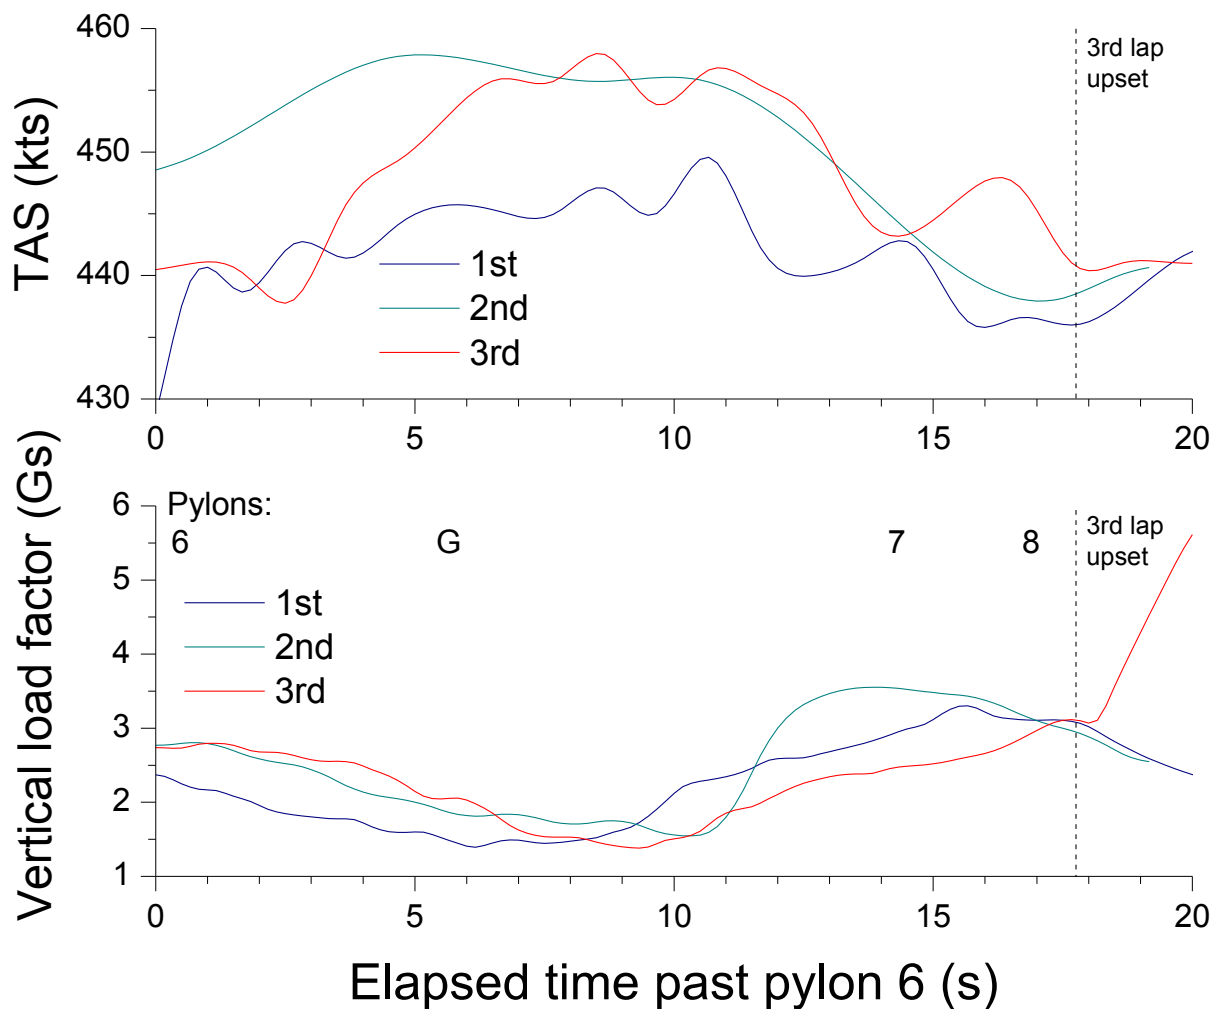 TAS (kts)
460
450
440
430
3rd lap
upset
1st
2nd
3rd
0 5 10 15 20
Vertical load factor (Gs)
6
5
4
3
2
1
Pylons:
6 G 7 8
3rd lap
upset
1st
2nd
3rd
0 5 10 15 20
Elapsed time past pylon 6 (s)